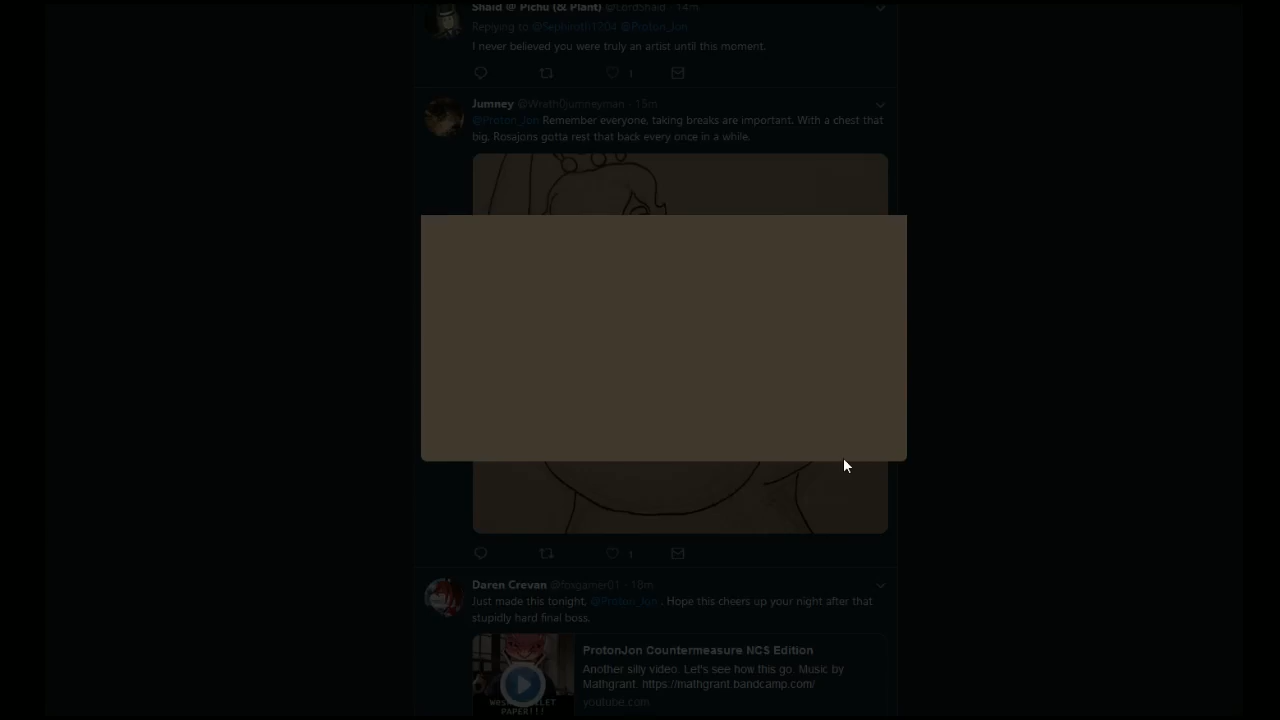 Shaid @ Pichu (& Plant) @LordShaid · 14m
Replying to @Sephiroth1204 @Proton_Jon
I never believed you were truly an artist until this moment.
1
Jumney @Wrath0Jumneyman · 15m
@Proton_Jon Remember everyone, taking breaks are important. With a chest that
big, Rosajons gotta rest that back every once in a while.
1
Daren Crevan @foxgamer01 · 18m
Just made this tonight, @Proton_Jon . Hope this cheers up your night after that
stupidly hard final boss.
ProtonJon Countermeasure NCS Edition
Another silly video. Let's see how this go. Music by
Mathgrant. https://mathgrant.bandcamp.com/
youtube.com
PAPER!!!